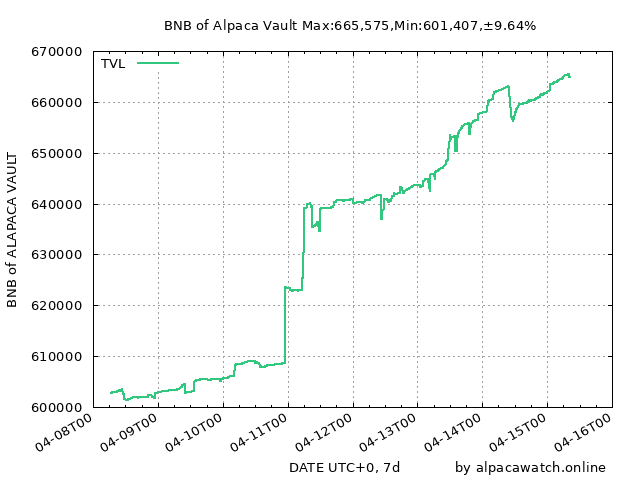 BNB of Alpaca Vault Max:665,575,Min:601,407,±9.64%
TVL
BNB of ALAPACA VAULT
670000
660000
650000
640000
630000
620000
610000
600000
04-08T00
04-09T00
04-10T00
04-11T00
04-12T00
04-13T00
04-14T00
04-15T00
04-16T00
DATE UTC+0, 7d
by alpacawatch.online